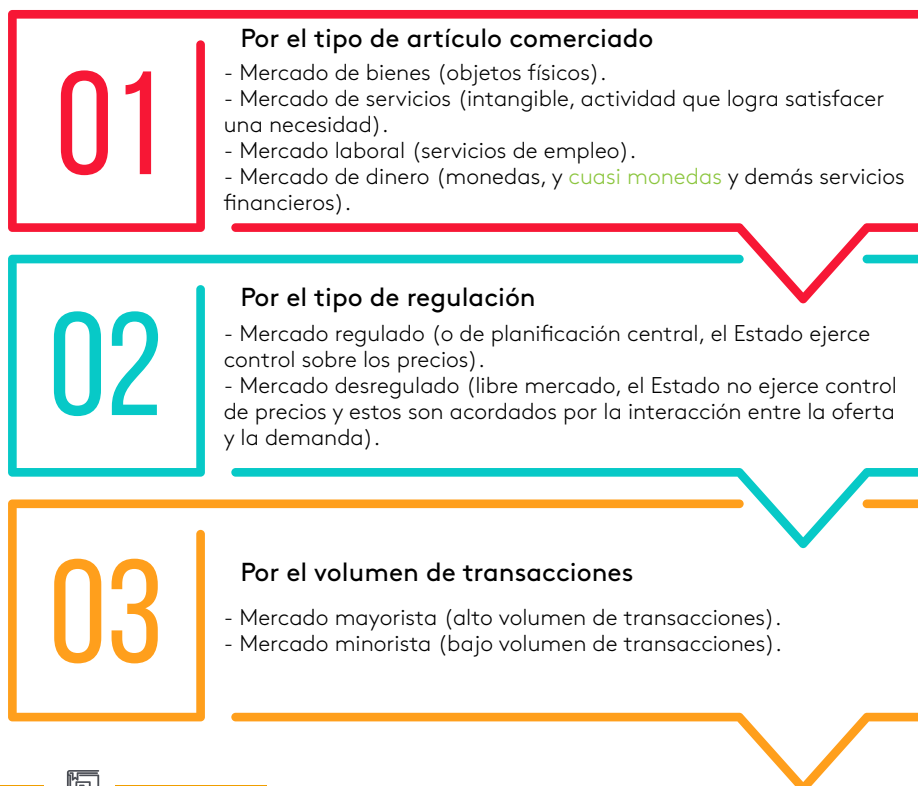 01
Por el tipo de artículo comerciado
- Mercado de bienes (objetos físicos).
- Mercado de servicios (intangible, actividad que logra satisfacer
una necesidad).
- Mercado laboral (servicios de empleo).
- Mercado de dinero (monedas, y cuasi monedas y demás servicios
financieros).
02
Por el tipo de regulación
- Mercado regulado (o de planificación central, el Estado ejerce
control sobre los precios).
- Mercado desregulado (libre mercado, el Estado no ejerce control
de precios y estos son acordados por la interacción entre la oferta
y la demanda).
03
Por el volumen de transacciones
- Mercado mayorista (alto volumen de transacciones).
- Mercado minorista (bajo volumen de transacciones).